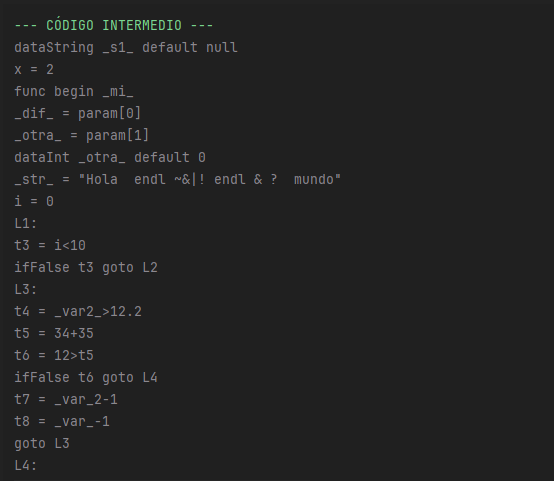 --- CÓDIGO INTERMEDIO ---
dataString _s1_ default null
x = 2
func begin _mi_
_dif_ = param[0]
_otra_ = param[1]
dataInt _otra_ default 0
_str_ = "Hola  endl ~&|! endl & ?  mundo"
i = 0
L1:
t3 = i<10
ifFalse t3 goto L2
L3:
t4 = _var2_>12.2
t5 = 34+35
t6 = 12>t5
ifFalse t6 goto L4
t7 = _var_2-1
t8 = _var_-1
goto L3
L4: